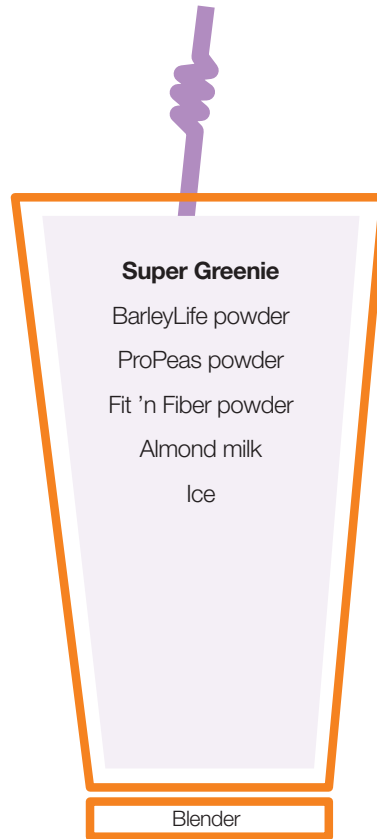 Super Greenie
BarleyLife powder
ProPeas powder
Fit ’n Fiber powder
Almond milk
Ice
Blender